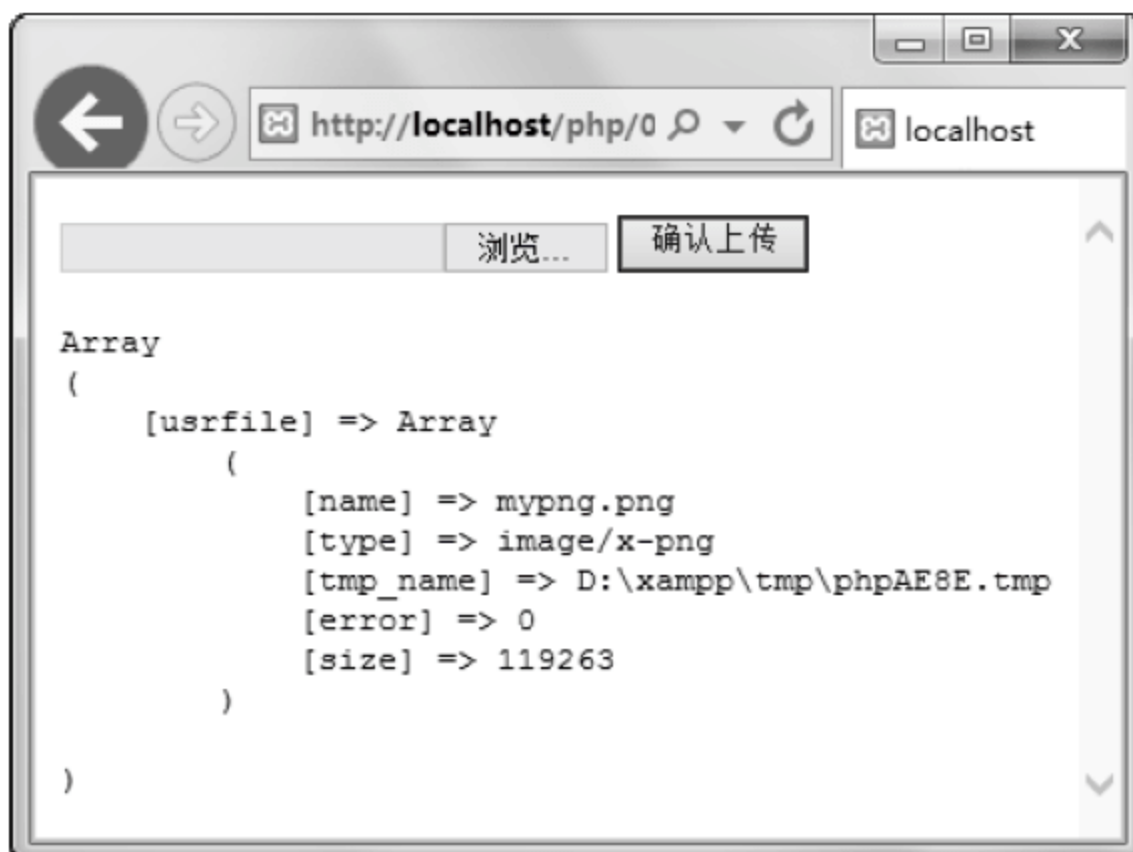 http://localhost/php/0
localhost
浏览...
确认上传
Array
(
    [usrfile] => Array
        (
            [name] => mypng.png
            [type] => image/x-png
            [tmp_name] => D:\xampp\tmp\phpAE8E.tmp
            [error] => 0
            [size] => 119263
        )
)